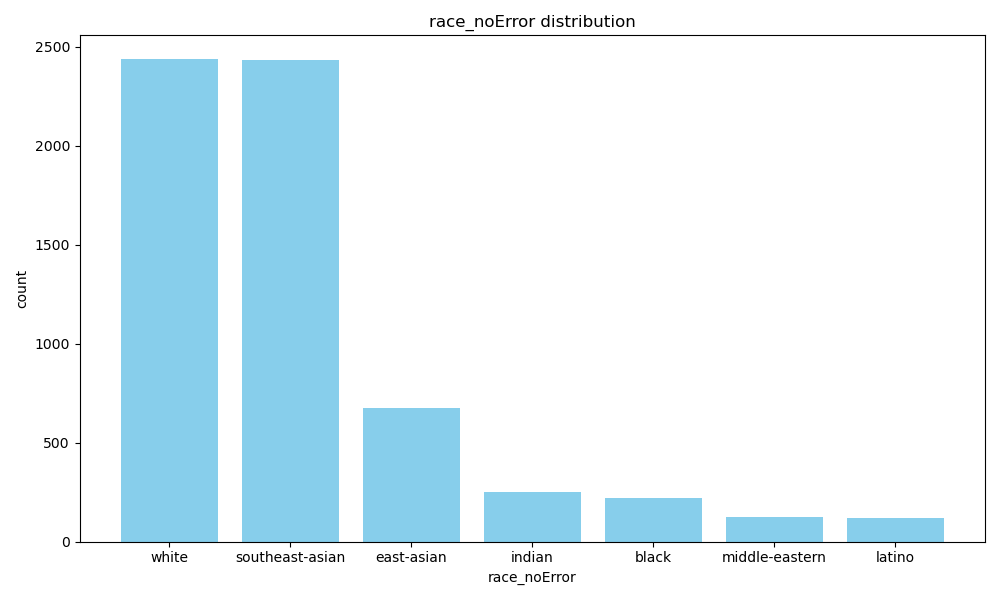 race_noError distribution
2500
2000
1500
1000
500
0
count
white southeast-asian east-asian indian black middle-eastern latino
race_noError